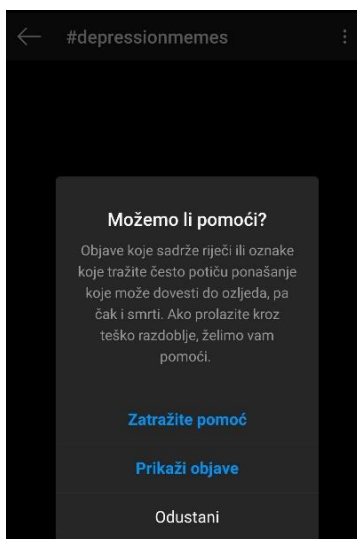 #depressionmemes
Možemo li pomoći?
Objave koje sadrže riječi ili oznake
koje tražite često potiču ponašanje
koje može dovesti do ozljeda, pa
čak i smrti. Ako prolazite kroz
teško razdoblje, želimo vam
pomoći.
Zatražite pomoć
Prikaži objave
Odustani